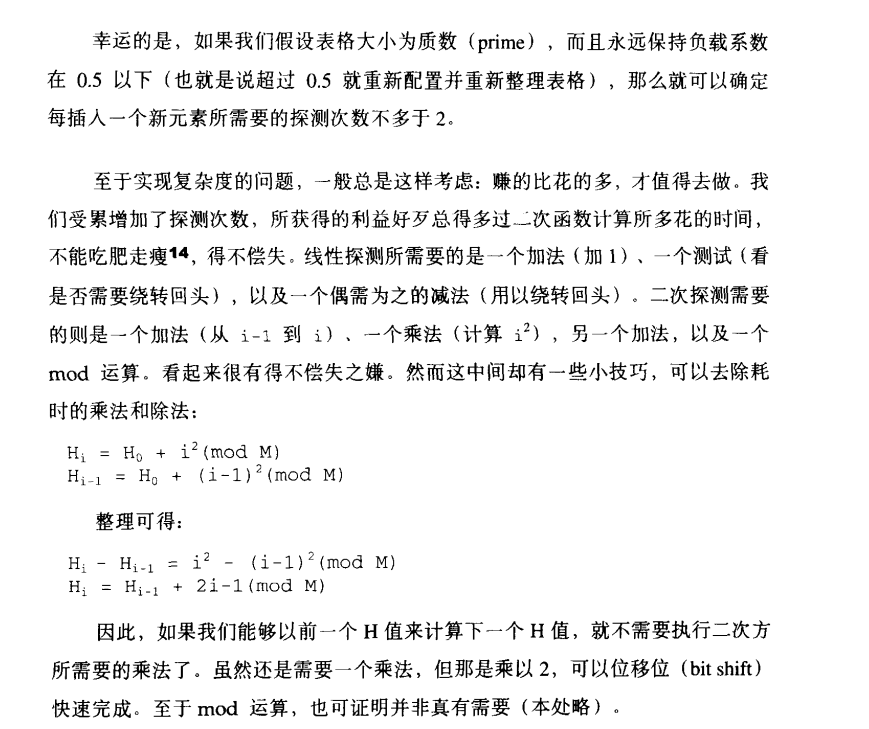 幸运的是，如果我们假设表格大小为质数（prime），而且永远保持负载系数
在 0.5 以下（也就是说超过 0.5 就重新配置并重新整理表格），那么就可以确定
每插入一个新元素所需要的探测次数不多于 2。
至于实现复杂度的问题，一般总是这样考虑：赚的比花的多，才值得去做。我
们受累增加了探测次数，所获得的利益好歹总得多过二次函数计算所多花的时间，
不能吃肥走瘦14，得不偿失。线性探测所需要的是一个加法（加 1）、一个测试（看
是否需要绕转回头），以及一个偶需为之的减法（用以绕转回头）。二次探测需要
的则是一个加法（从 i-1 到 i）、一个乘法（计算 i²），另一个加法，以及一个
mod 运算。看起来很有得不偿失之嫌。然而这中间却有一些小技巧，可以去除耗
时的乘法和除法：
Hᵢ = H₀ + i²(mod M)
Hᵢ₋₁ = H₀ + (i-1)²(mod M)
整理可得：
Hᵢ - Hᵢ₋₁ = i² - (i-1)²(mod M)
Hᵢ = Hᵢ₋₁ + 2i-1(mod M)
因此，如果我们能够以前一个 H 值来计算下一个 H 值，就不需要执行二次方
所需要的乘法了。虽然还是需要一个乘法，但那是乘以 2，可以位移位（bit shift）
快速完成。至于 mod 运算，也可证明并非真有需要（本处略）。